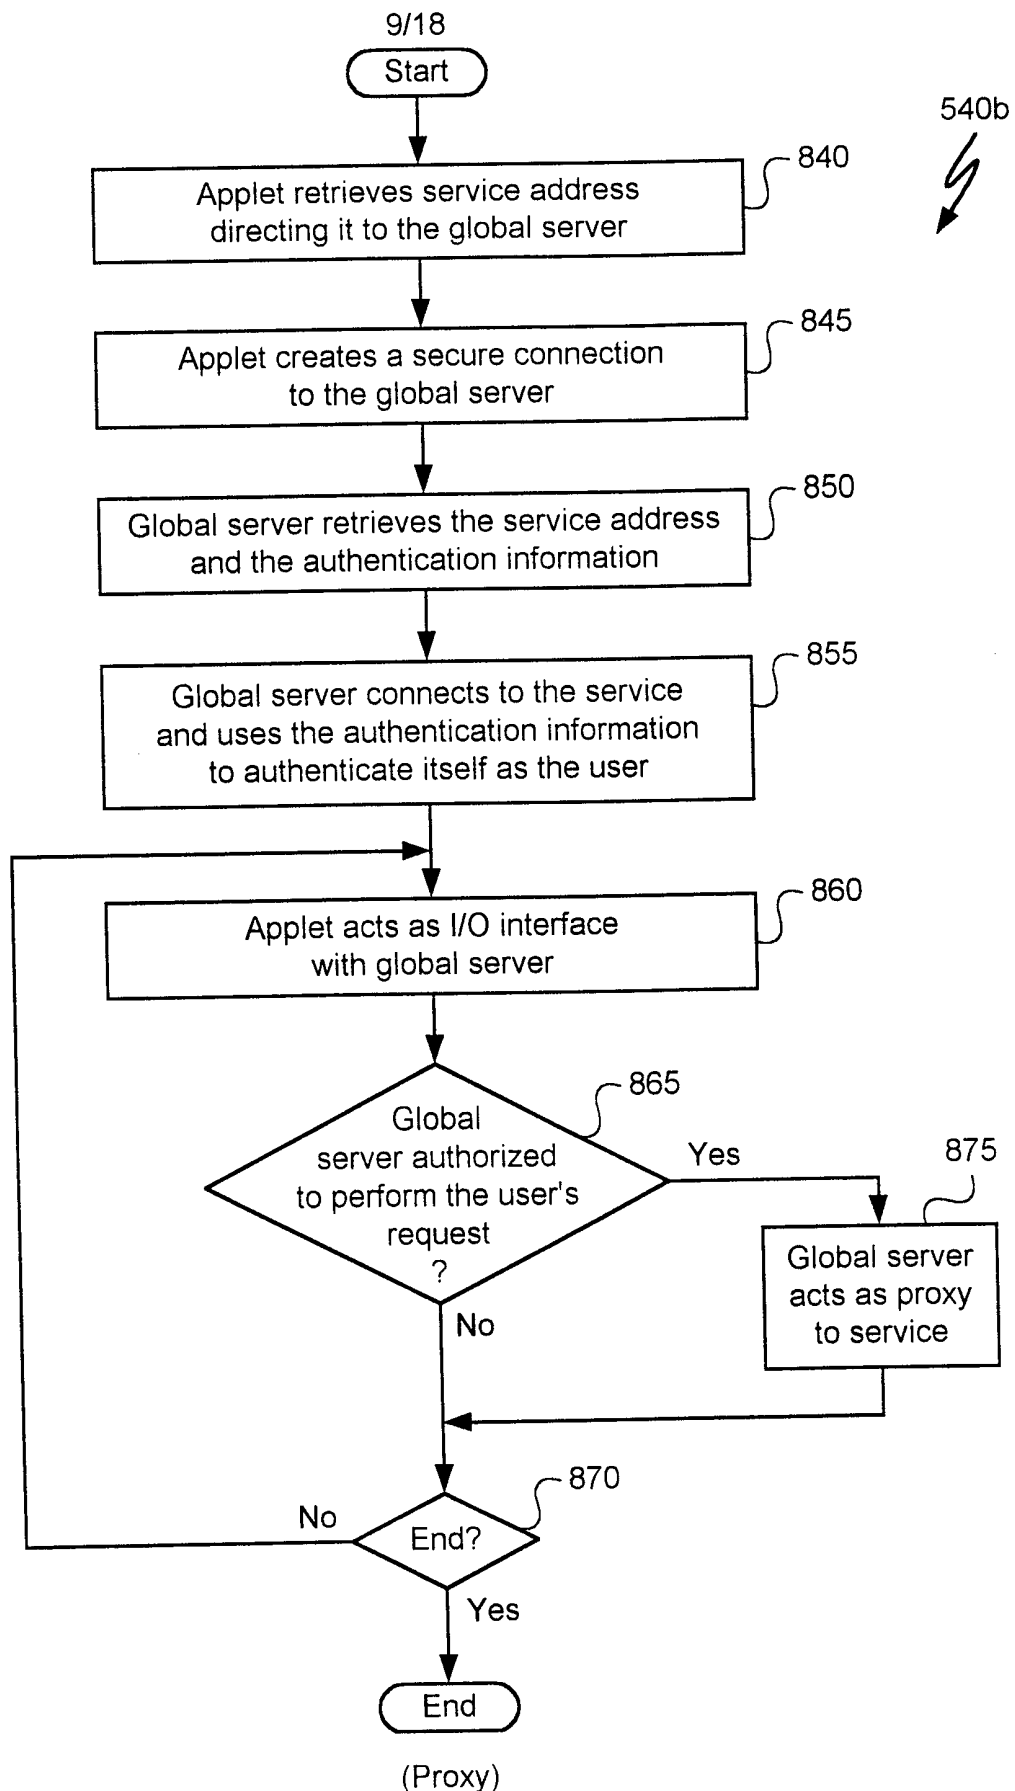 9/18
Start
540b
840
Applet retrieves service address
directing it to the global server
845
Applet creates a secure connection
to the global server
850
Global server retrieves the service address
and the authentication information
855
Global server connects to the service
and uses the authentication information
to authenticate itself as the user
860
Applet acts as I/O interface
with global server
865
Global
server authorized
to perform the user's
request
?
Yes
875
Global server
acts as proxy
to service
No
870
No
End?
Yes
End
(Proxy)